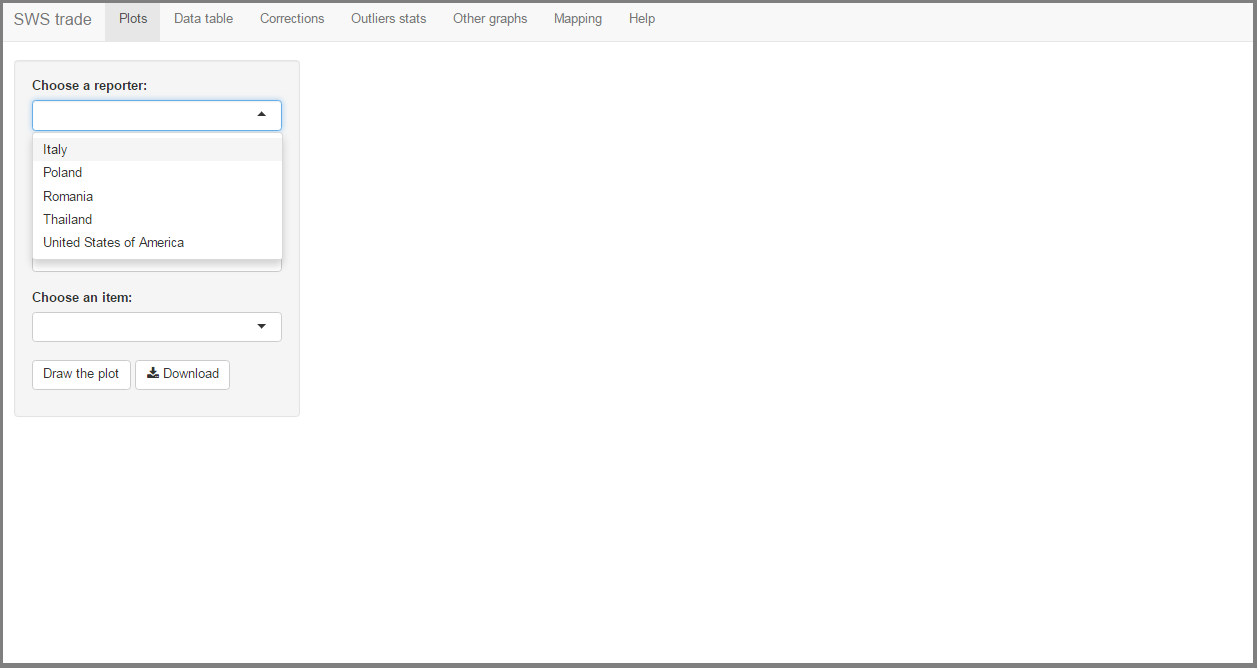 SWS trade Plots Data table Corrections Outliers stats Other graphs Mapping Help
Choose a reporter:
Italy
Poland
Romania
Thailand
United States of America
Choose an item:
Draw the plot Download